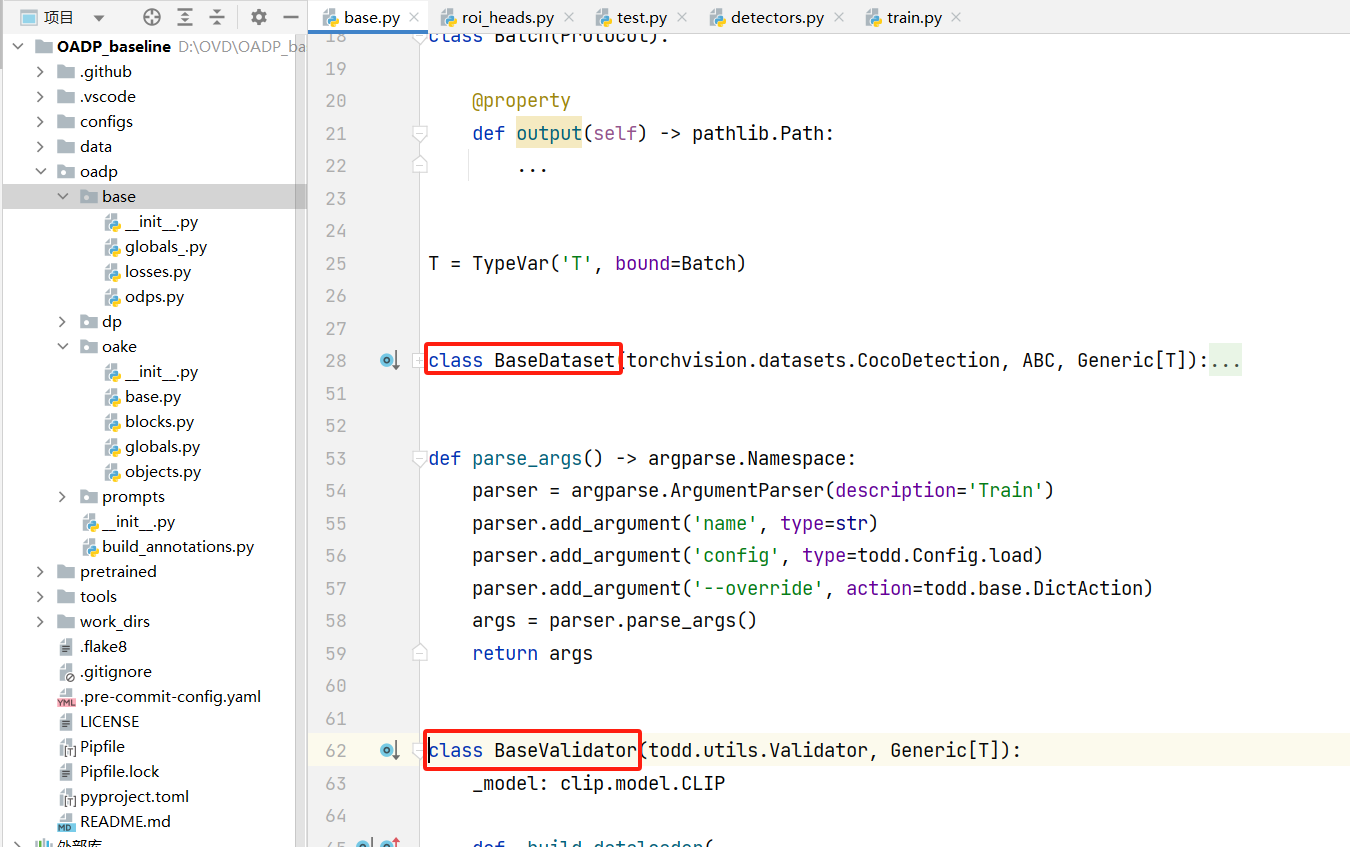 项目
base.py
roi_heads.py
test.py
detectors.py
train.py
OADP_baseline D:\OVD\OADP_ba
.github
.vscode
configs
data
oadp
base
__init__.py
globals_.py
losses.py
odps.py
dp
oake
__init__.py
base.py
blocks.py
globals.py
objects.py
prompts
__init__.py
build_annotations.py
pretrained
tools
work_dirs
.flake8
.gitignore
.pre-commit-config.yaml
LICENSE
Pipfile
Pipfile.lock
pyproject.toml
README.md
外部库
18 class Batch(Protocol):
19
20 @property
21 def output(self) -> pathlib.Path:
22 ...
23
24
25 T = TypeVar('T', bound=Batch)
26
27
28 class BaseDataset(torchvision.datasets.CocoDetection, ABC, Generic[T]):...
51
52
53 def parse_args() -> argparse.Namespace:
54 parser = argparse.ArgumentParser(description='Train')
55 parser.add_argument('name', type=str)
56 parser.add_argument('config', type=todd.Config.load)
57 parser.add_argument('--override', action=todd.base.DictAction)
58 args = parser.parse_args()
59 return args
60
61
62 class BaseValidator(todd.utils.Validator, Generic[T]):
63 _model: clip.model.CLIP
64
65 def _build_dataloader(